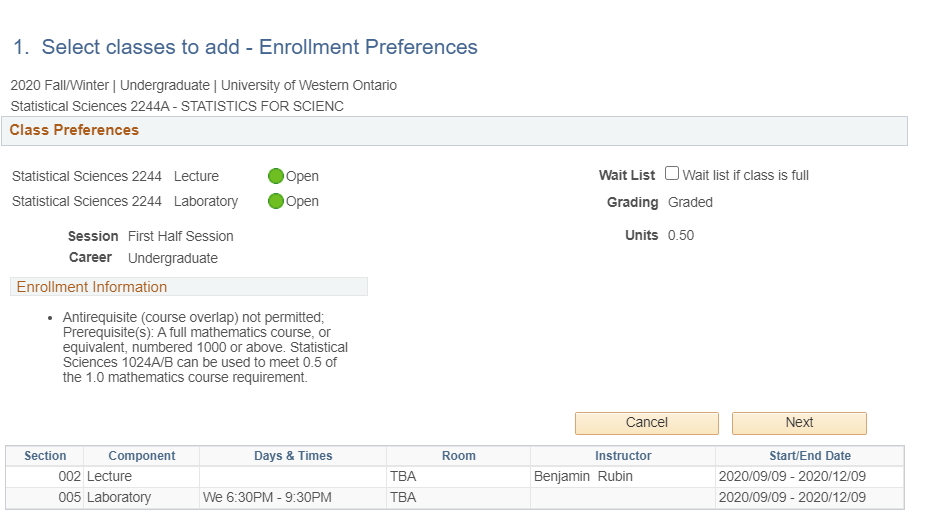 1. Select classes to add - Enrollment Preferences
2020 Fall/Winter | Undergraduate | University of Western Ontario
Statistical Sciences 2244A - STATISTICS FOR SCIENC
Class Preferences
Statistical Sciences 2244 Lecture Open
Wait List Wait list if class is full
Statistical Sciences 2244 Laboratory Open
Grading Graded
Session First Half Session
Units 0.50
Career Undergraduate
Enrollment Information
• Antirequisite (course overlap) not permitted;
Prerequisite(s): A full mathematics course, or
equivalent, numbered 1000 or above. Statistical
Sciences 1024A/B can be used to meet 0.5 of
the 1.0 mathematics course requirement.
Cancel Next
Section Component Days & Times Room Instructor Start/End Date
002 Lecture TBA Benjamin Rubin 2020/09/09 - 2020/12/09
005 Laboratory We 6:30PM - 9:30PM TBA 2020/09/09 - 2020/12/09